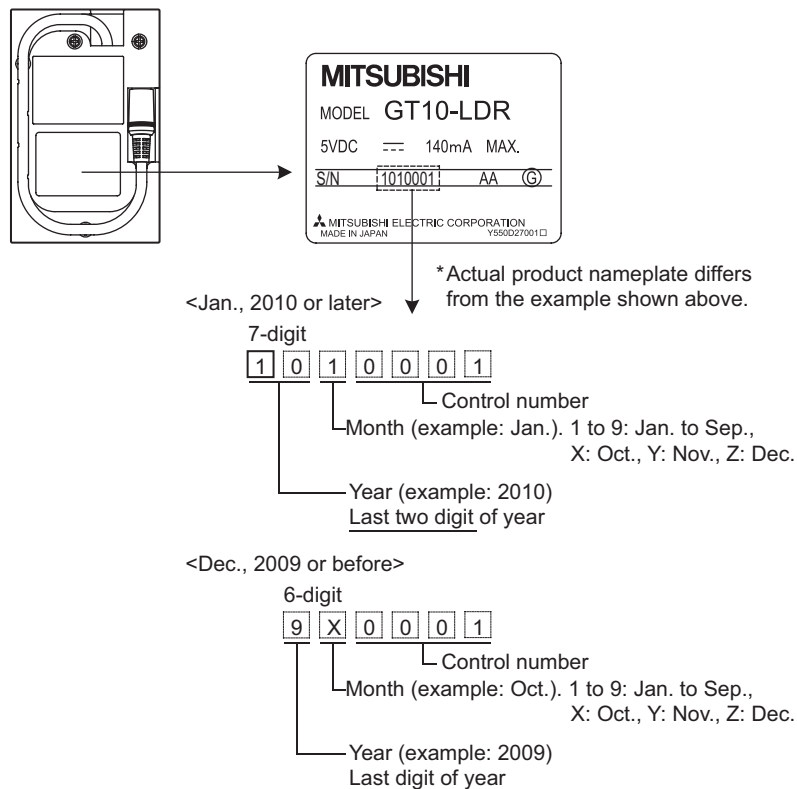 MITSUBISHI
MODEL GT10-LDR
5VDC 140mA MAX.
S/N 1010001 AA G
MITSUBISHI ELECTRIC CORPORATION
MADE IN JAPAN Y550D27001□
*Actual product nameplate differs
from the example shown above.
<Jan., 2010 or later>
7-digit
1 0 1 0 0 0 1
Control number
Month (example: Jan.). 1 to 9: Jan. to Sep.,
X: Oct., Y: Nov., Z: Dec.
Year (example: 2010)
Last two digit of year
<Dec., 2009 or before>
6-digit
9 X 0 0 0 1
Control number
Month (example: Oct.). 1 to 9: Jan. to Sep.,
X: Oct., Y: Nov., Z: Dec.
Year (example: 2009)
Last digit of year